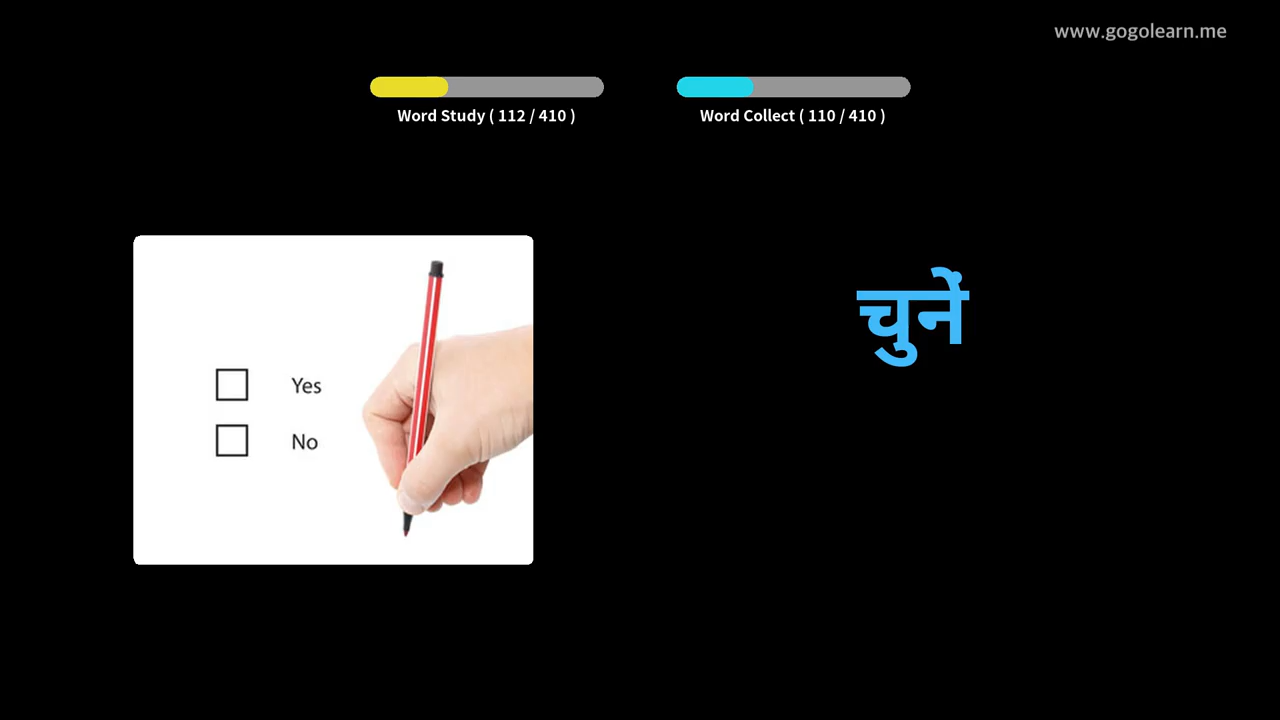 www.gogolearn.me
Word Study ( 112 / 410 )
Word Collect ( 110 / 410 )
चुनें
Yes
No